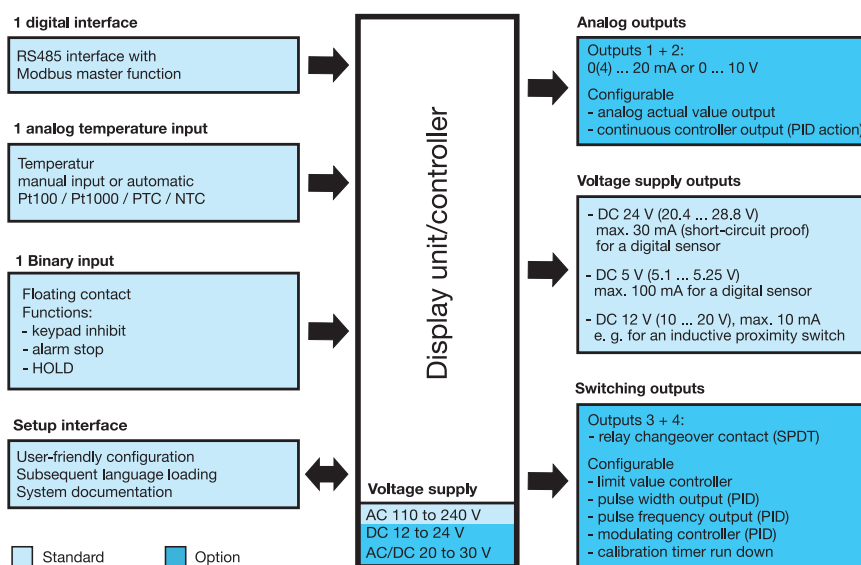 1 digital interface
RS485 interface with
Modbus master function
1 analog temperature input
Temperatur
manual input or automatic
Pt100 / Pt1000 / PTC / NTC
1 Binary input
Floating contact
Functions:
- keypad inhibit
- alarm stop
- HOLD
Setup interface
User-friendly configuration
Subsequent language loading
System documentation
Standard
Option
Display unit/controller
Voltage supply
AC 110 to 240 V
DC 12 to 24 V
AC/DC 20 to 30 V
Analog outputs
Outputs 1 + 2:
0(4) ... 20 mA or 0 ... 10 V
Configurable
- analog actual value output
- continuous controller output (PID action)
Voltage supply outputs
- DC 24 V (20.4 ... 28.8 V)
max. 30 mA (short-circuit proof)
for a digital sensor
- DC 5 V (5.1 ... 5.25 V)
max. 100 mA for a digital sensor
- DC 12 V (10 ... 20 V), max. 10 mA
e. g. for an inductive proximity switch
Switching outputs
Outputs 3 + 4:
- relay changeover contact (SPDT)
Configurable
- limit value controller
- pulse width output (PID)
- pulse frequency output (PID)
- modulating controller (PID)
- calibration timer run down